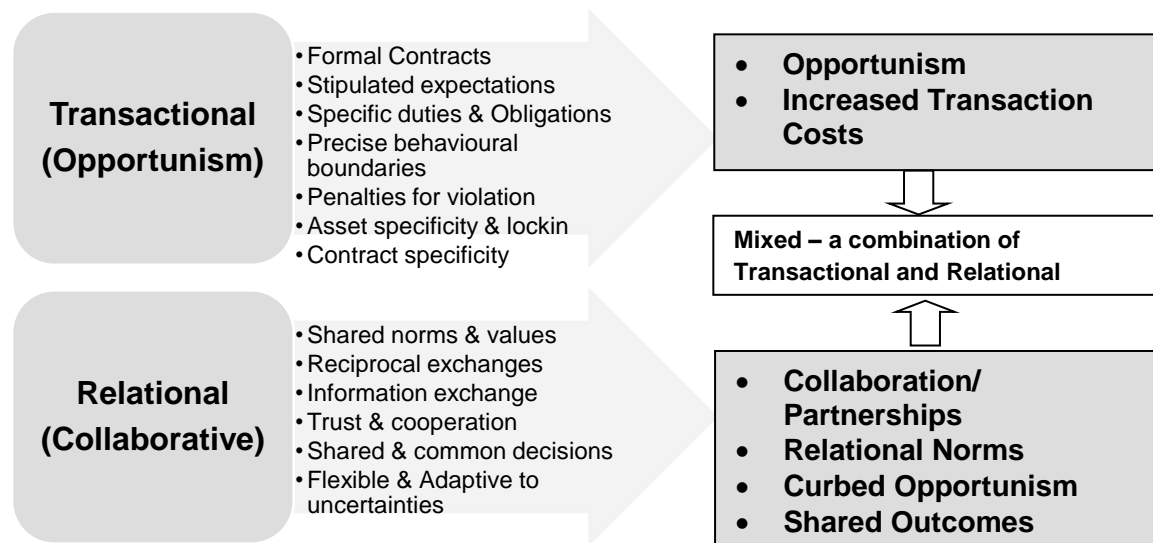 Transactional
(Opportunism)
• Formal Contracts
• Stipulated expectations
• Specific duties & Obligations
• Precise behavioural
boundaries
• Penalties for violation
• Asset specificity & lockin
• Contract specificity
• Opportunism
• Increased Transaction
Costs
Mixed – a combination of
Transactional and Relational
Relational
(Collaborative)
• Shared norms & values
• Reciprocal exchanges
• Information exchange
• Trust & cooperation
• Shared & common decisions
• Flexible & Adaptive to
uncertainties
• Collaboration/
Partnerships
• Relational Norms
• Curbed Opportunism
• Shared Outcomes